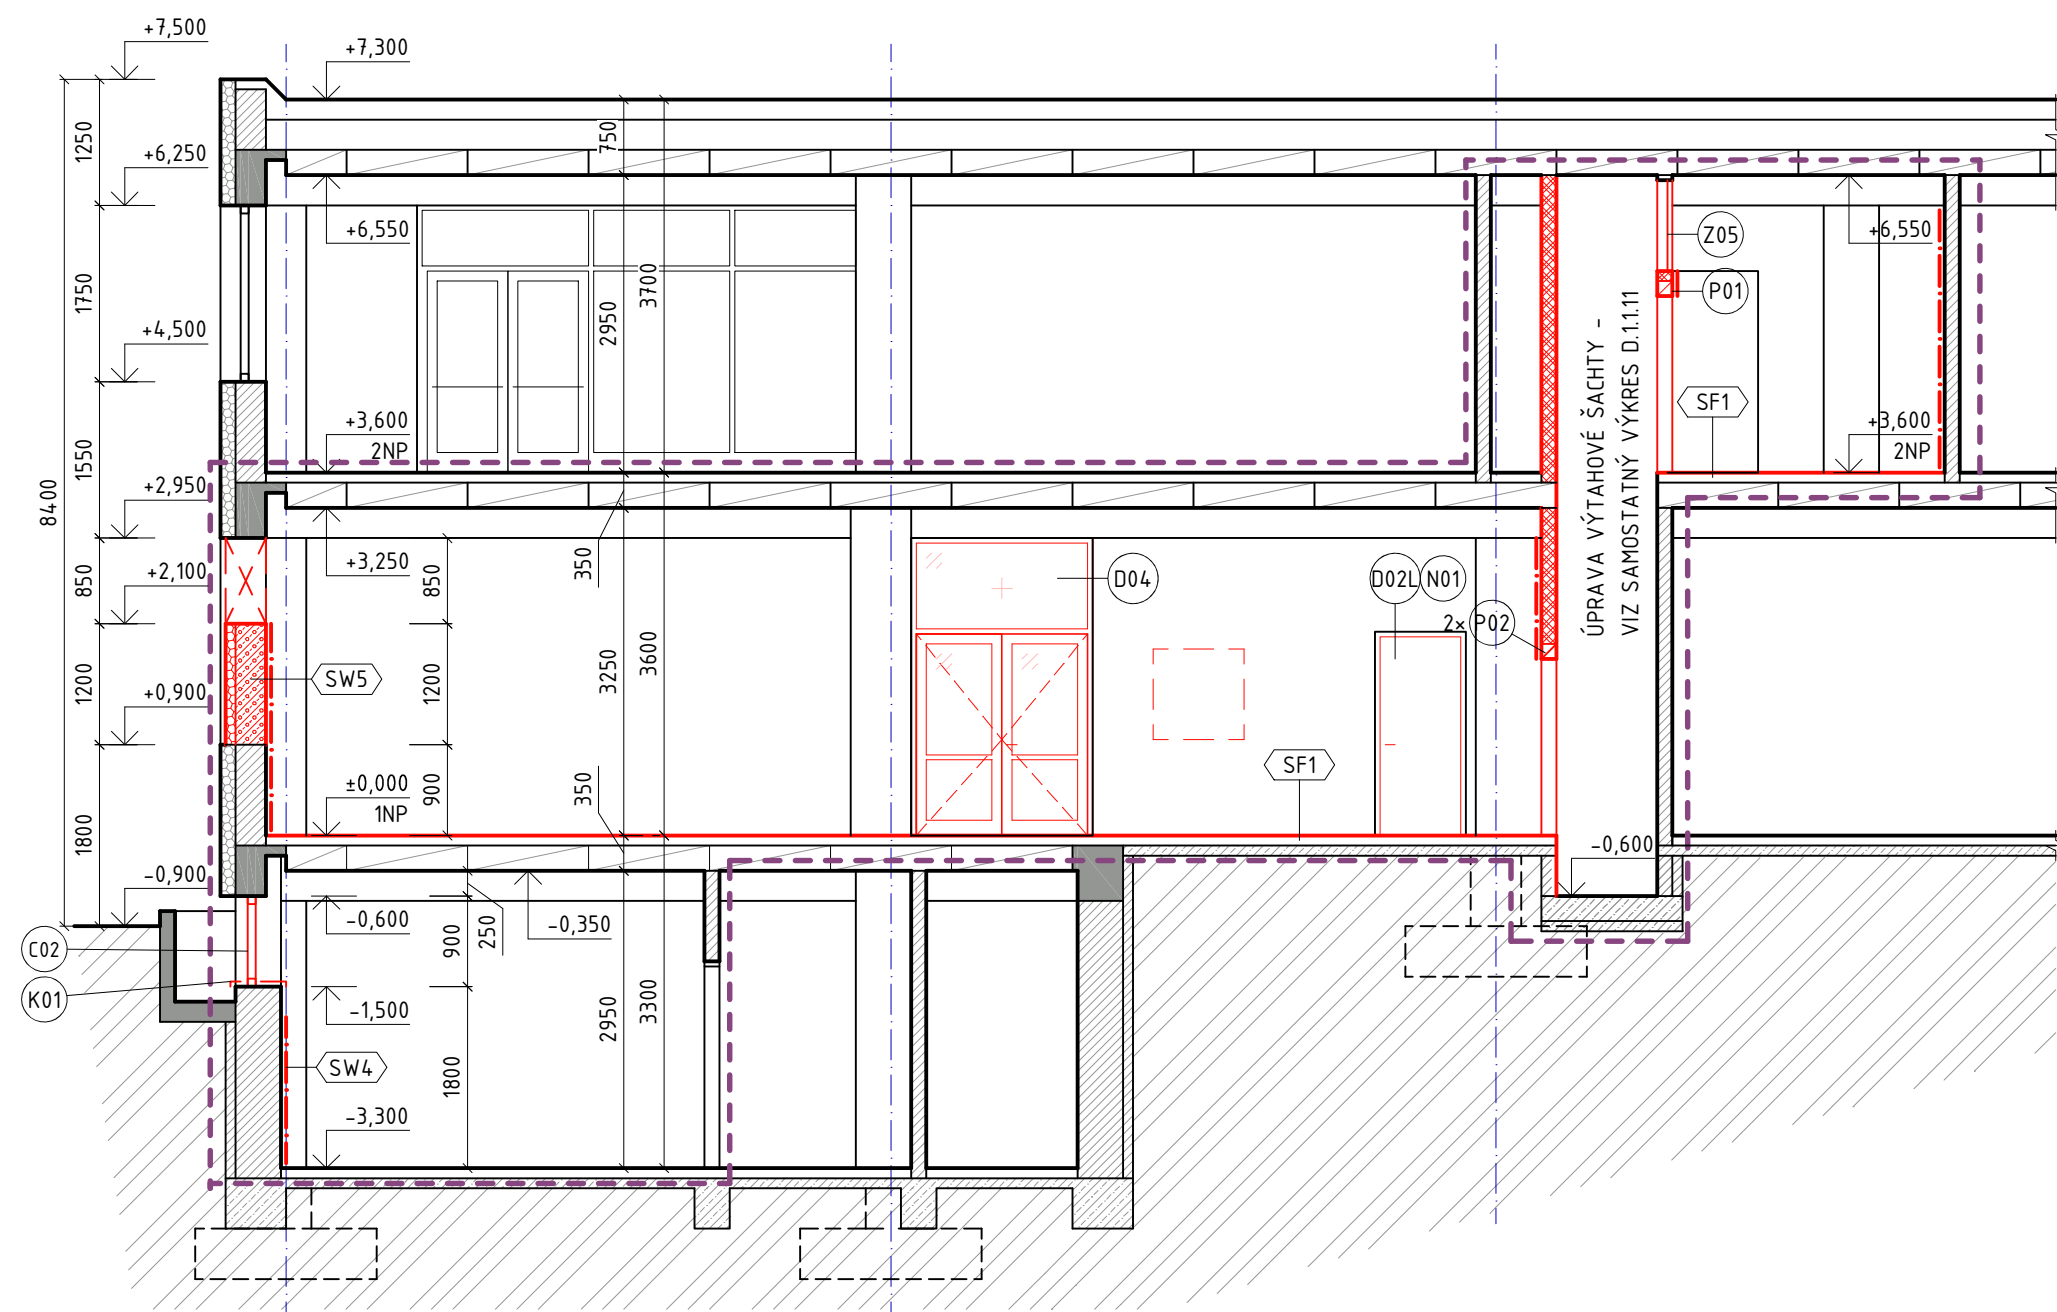 +7,500
+7,300
1250
750
+6,250
+6,550
+6,550
Z05
P01
1750
3700
2950
+4,500
ÚPRAVA VÝTAHOVÉ ŠACHTY -
VIZ SAMOSTATNÝ VÝKRES D.1.1.11
SF1
+3,600
2NP
+3,600
2NP
1550
8400
+2,950
+3,250
350
850
850
D04
D02L
N01
+2,100
2× P02
3250
3600
SW5
1200
1200
+0,900
SF1
±0,000
1NP
900
350
1800
-0,600
-0,900
-0,600
900
250
-0,350
C02
K01
-1,500
2950
3300
SW4
1800
-3,300